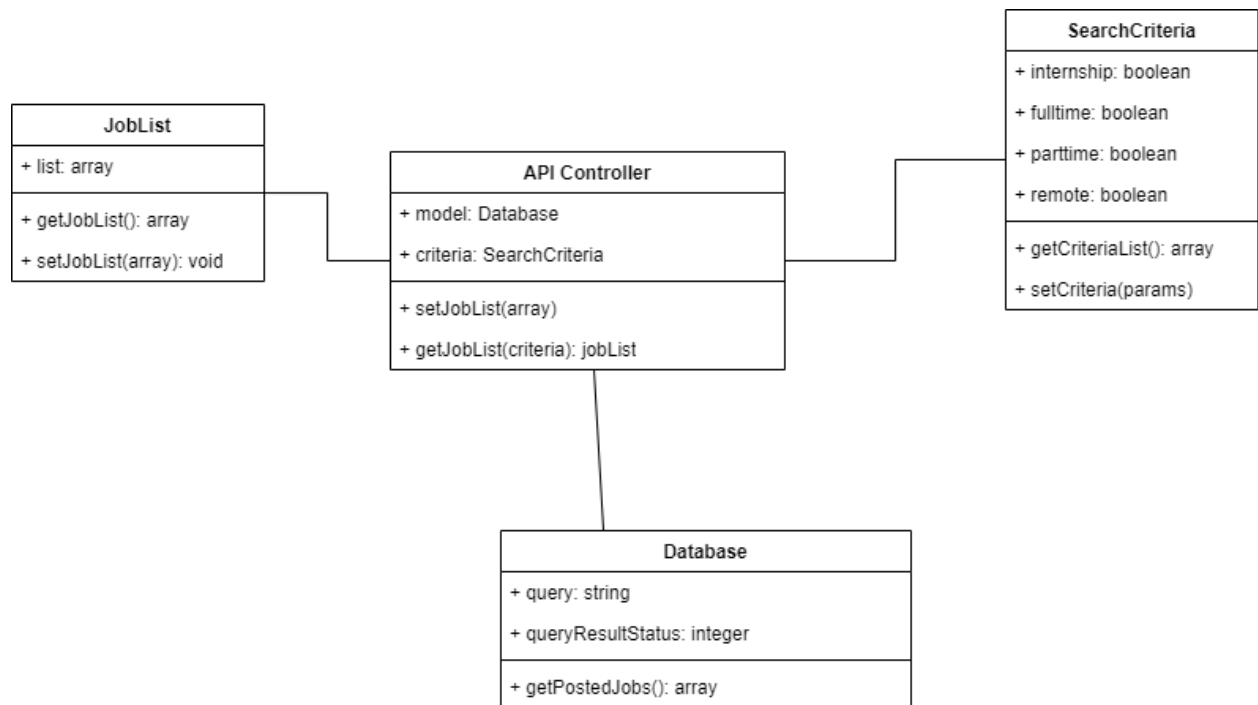 JobList
+ list: array
+ getJobList(): array
+ setJobList(array): void
API Controller
+ model: Database
+ criteria: SearchCriteria
+ setJobList(array)
+ getJobList(criteria): jobList
SearchCriteria
+ internship: boolean
+ fulltime: boolean
+ parttime: boolean
+ remote: boolean
+ getCriteriaList(): array
+ setCriteria(params)
Database
+ query: string
+ queryResultStatus: integer
+ getPostedJobs(): array